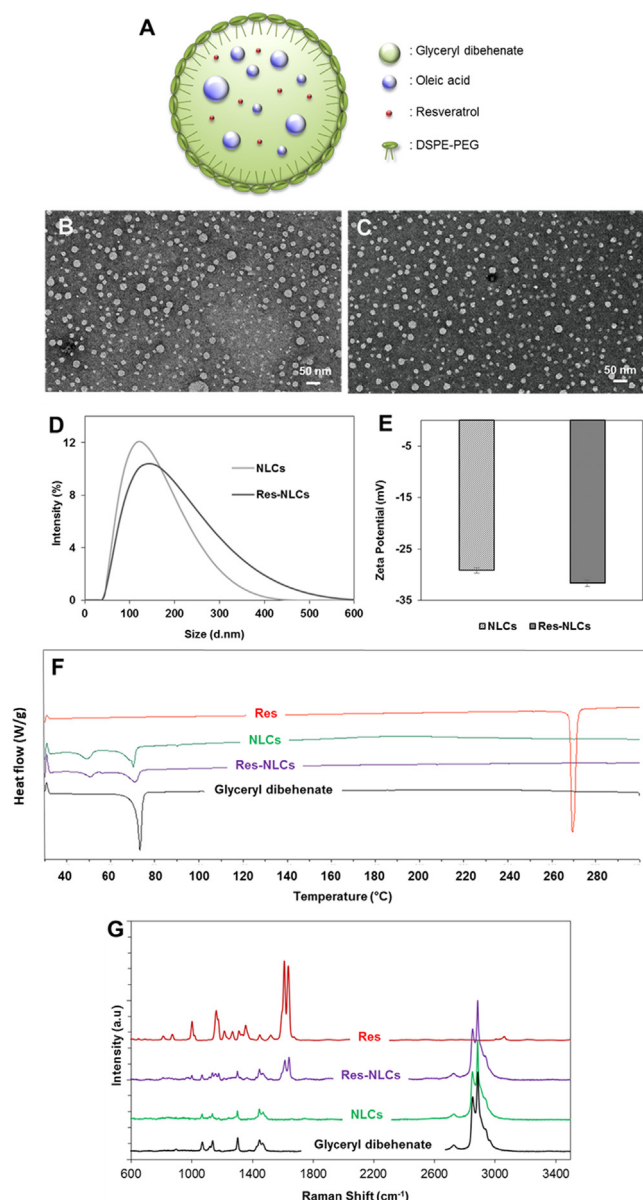 A
: Glyceryl dibehenate
: Oleic acid
: Resveratrol
: DSPE-PEG
B
50 nm
C
50 nm
D
12
8
4
0
Intensity (%)
NLCs
Res-NLCs
0 100 200 300 400 500 600
Size (d.nm)
E
-5
-15
-25
-35
Zeta Potential (mV)
NLCs Res-NLCs
F
Heat flow (W/g)
Res
NLCs
Res-NLCs
Glyceryl dibehenate
40 60 80 100 120 140 160 180 200 220 240 260 280
Temperature (°C)
G
Intensity (a.u)
Res
Res-NLCs
NLCs
Glyceryl dibehenate
600 1000 1400 1800 2200 2600 3000 3400
Raman Shift (cm-1)